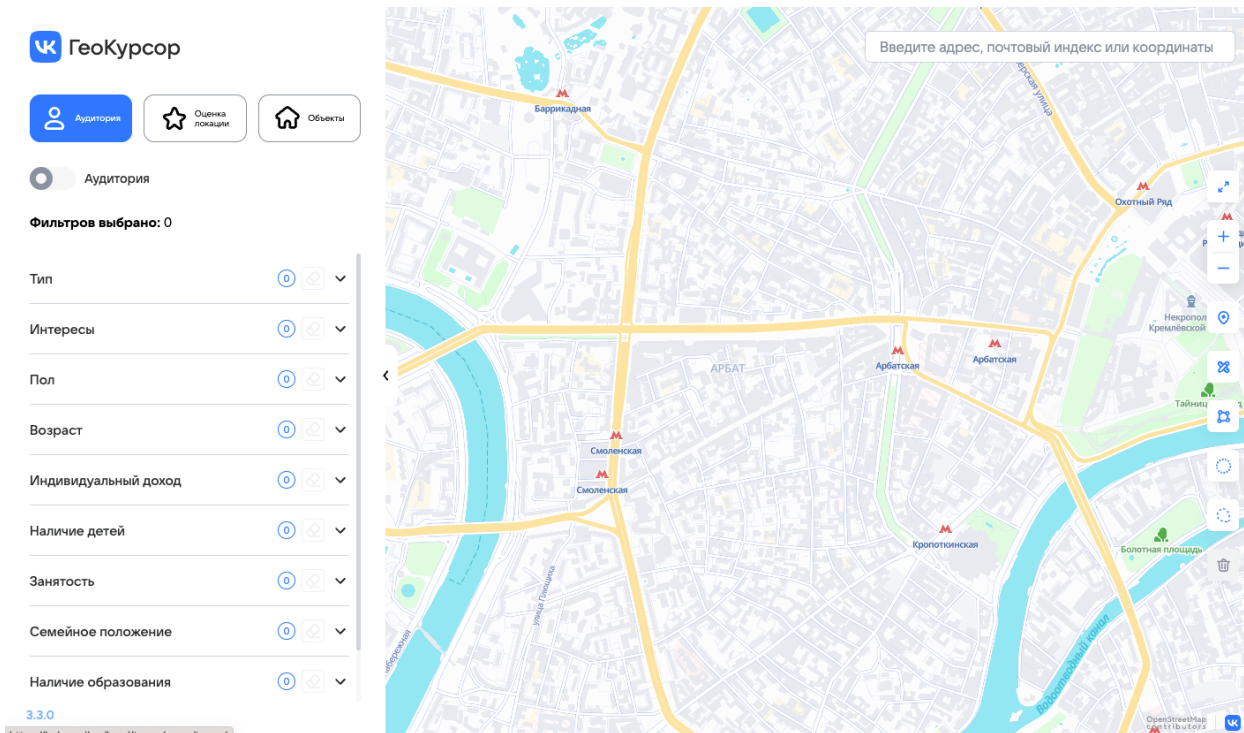 ГеоКурсор
Аудитория
Оценка
локации
Объекты
Аудитория
Фильтров выбрано: 0
Тип 0
Интересы 0
Пол 0
Возраст 0
Индивидуальный доход 0
Наличие детей 0
Занятость 0
Семейное положение 0
Наличие образования 0
3.3.0
Введите адрес, почтовый индекс или координаты
Баррикадная
Охотный Ряд
Некропол
Кремлёвской
АРБАТ
Арбатская
Арбатская
Тайниц
Смоленская
Смоленская
Кропоткинская
Болотная площадь
улица Плющиха
Водоотводный канал
OpenStreetMap
contributors